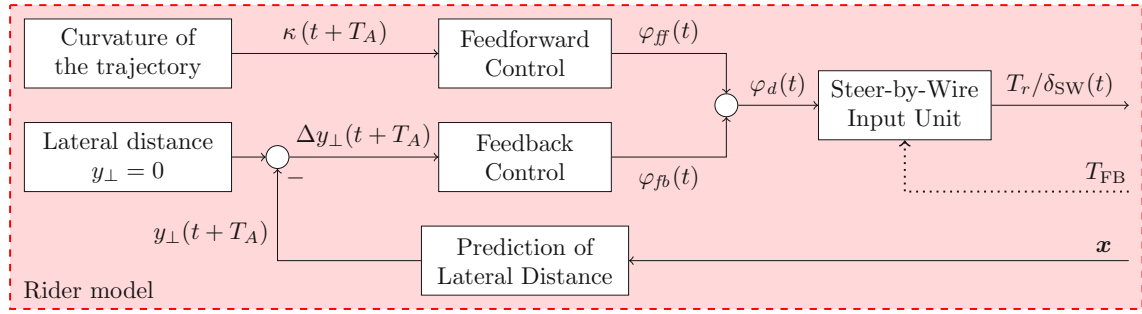 Curvature of
the trajectory
κ (t + T_A)
Feedforward
Control
φ_ff(t)
φ_d(t)
Steer-by-Wire
Input Unit
T_r/δ_SW(t)
Lateral distance
y_⊥ = 0
−
Δy_⊥(t + T_A)
Feedback
Control
φ_fb(t)
T_FB
y_⊥(t + T_A)
Prediction of
Lateral Distance
x
Rider model